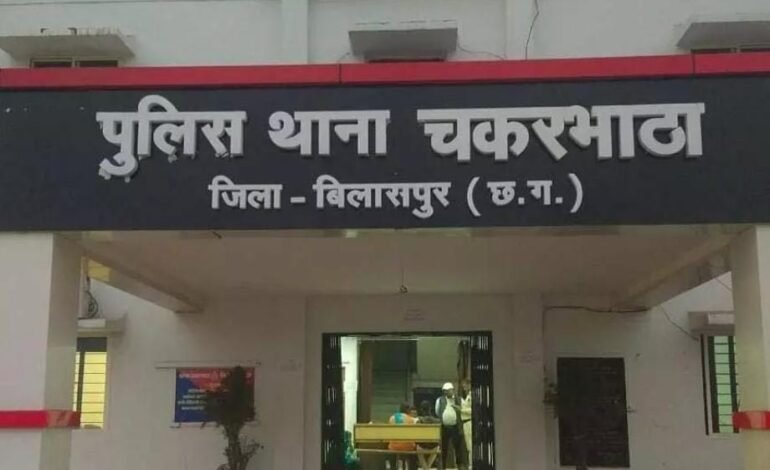 पुलिस थाना चकरभाठा
जिला - बिलासपुर (छ.ग.)